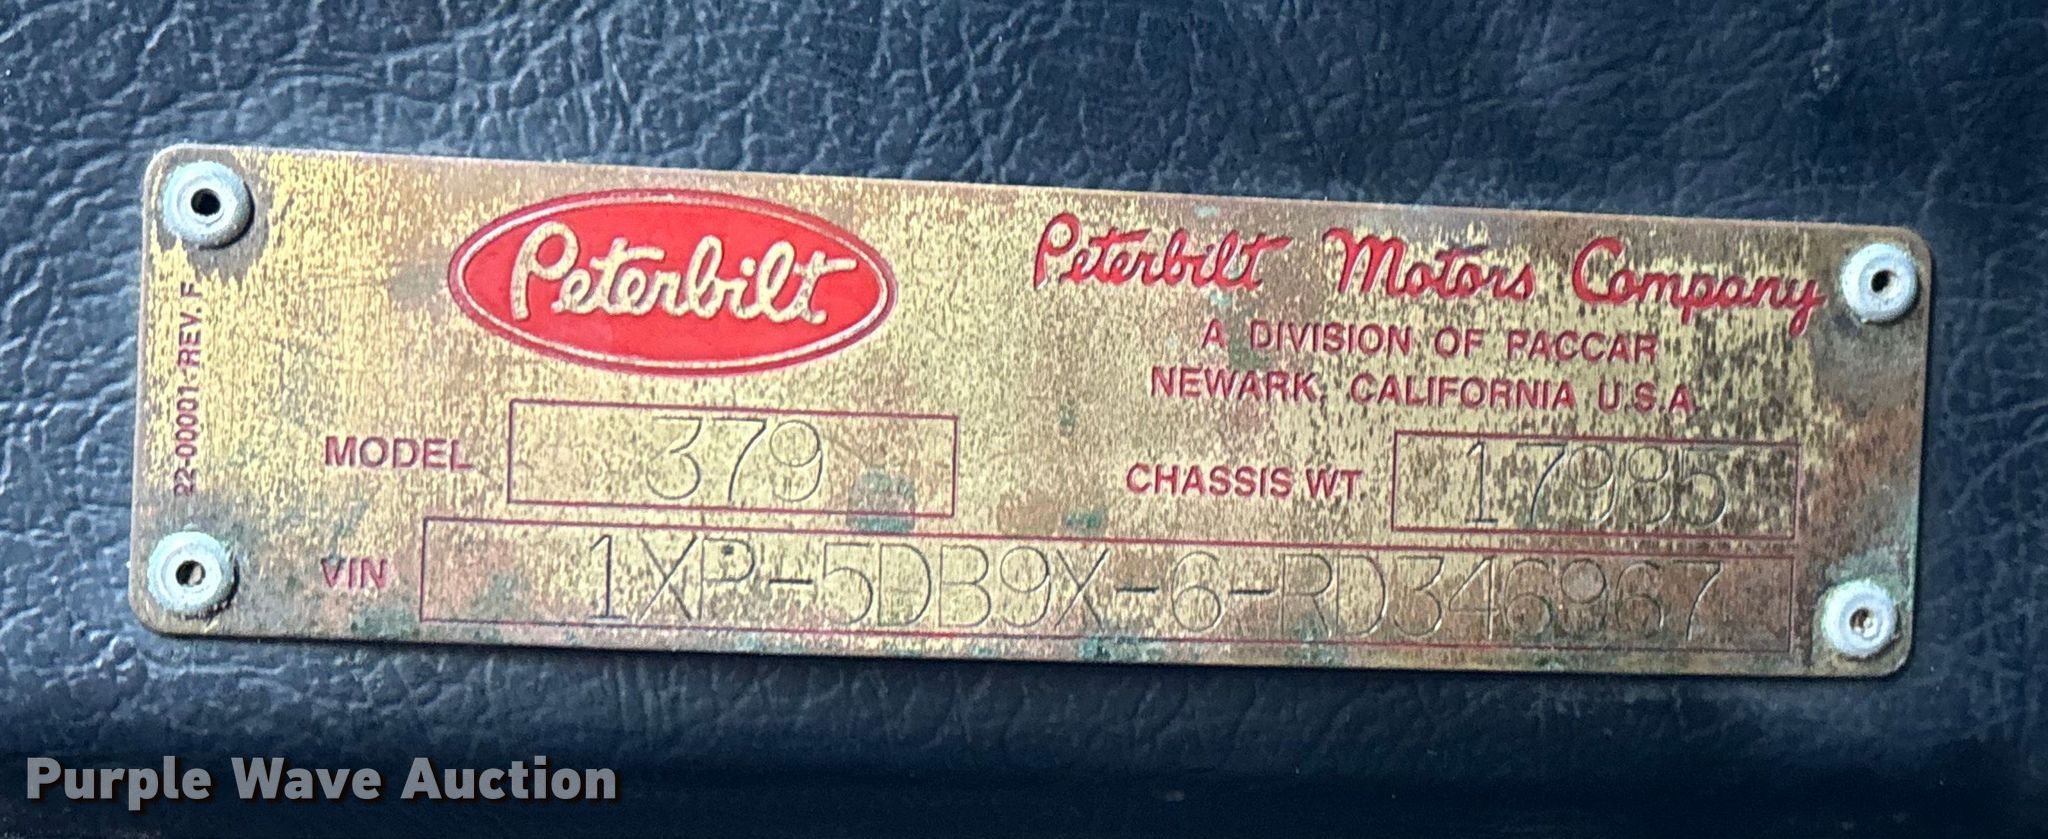 Peterbilt
Peterbilt Motors Company
A DIVISION OF PACCAR
NEWARK, CALIFORNIA U.S.A.
22-00001-REV. F
MODEL 379
CHASSIS WT. 17985
VIN 1XP-5DB9X-6-RD346967
Purple Wave Auction